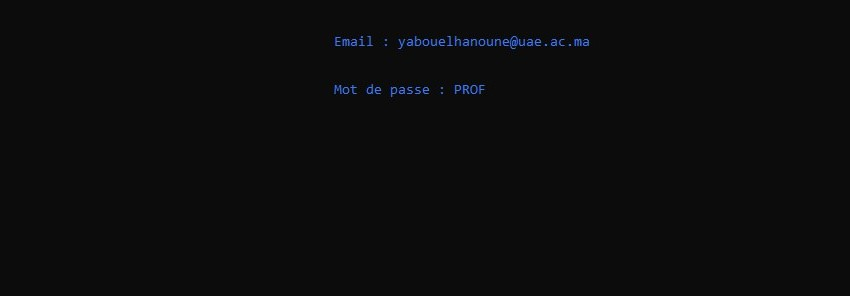 Email : yabouelhanoune@uae.ac.ma
Mot de passe : PROF